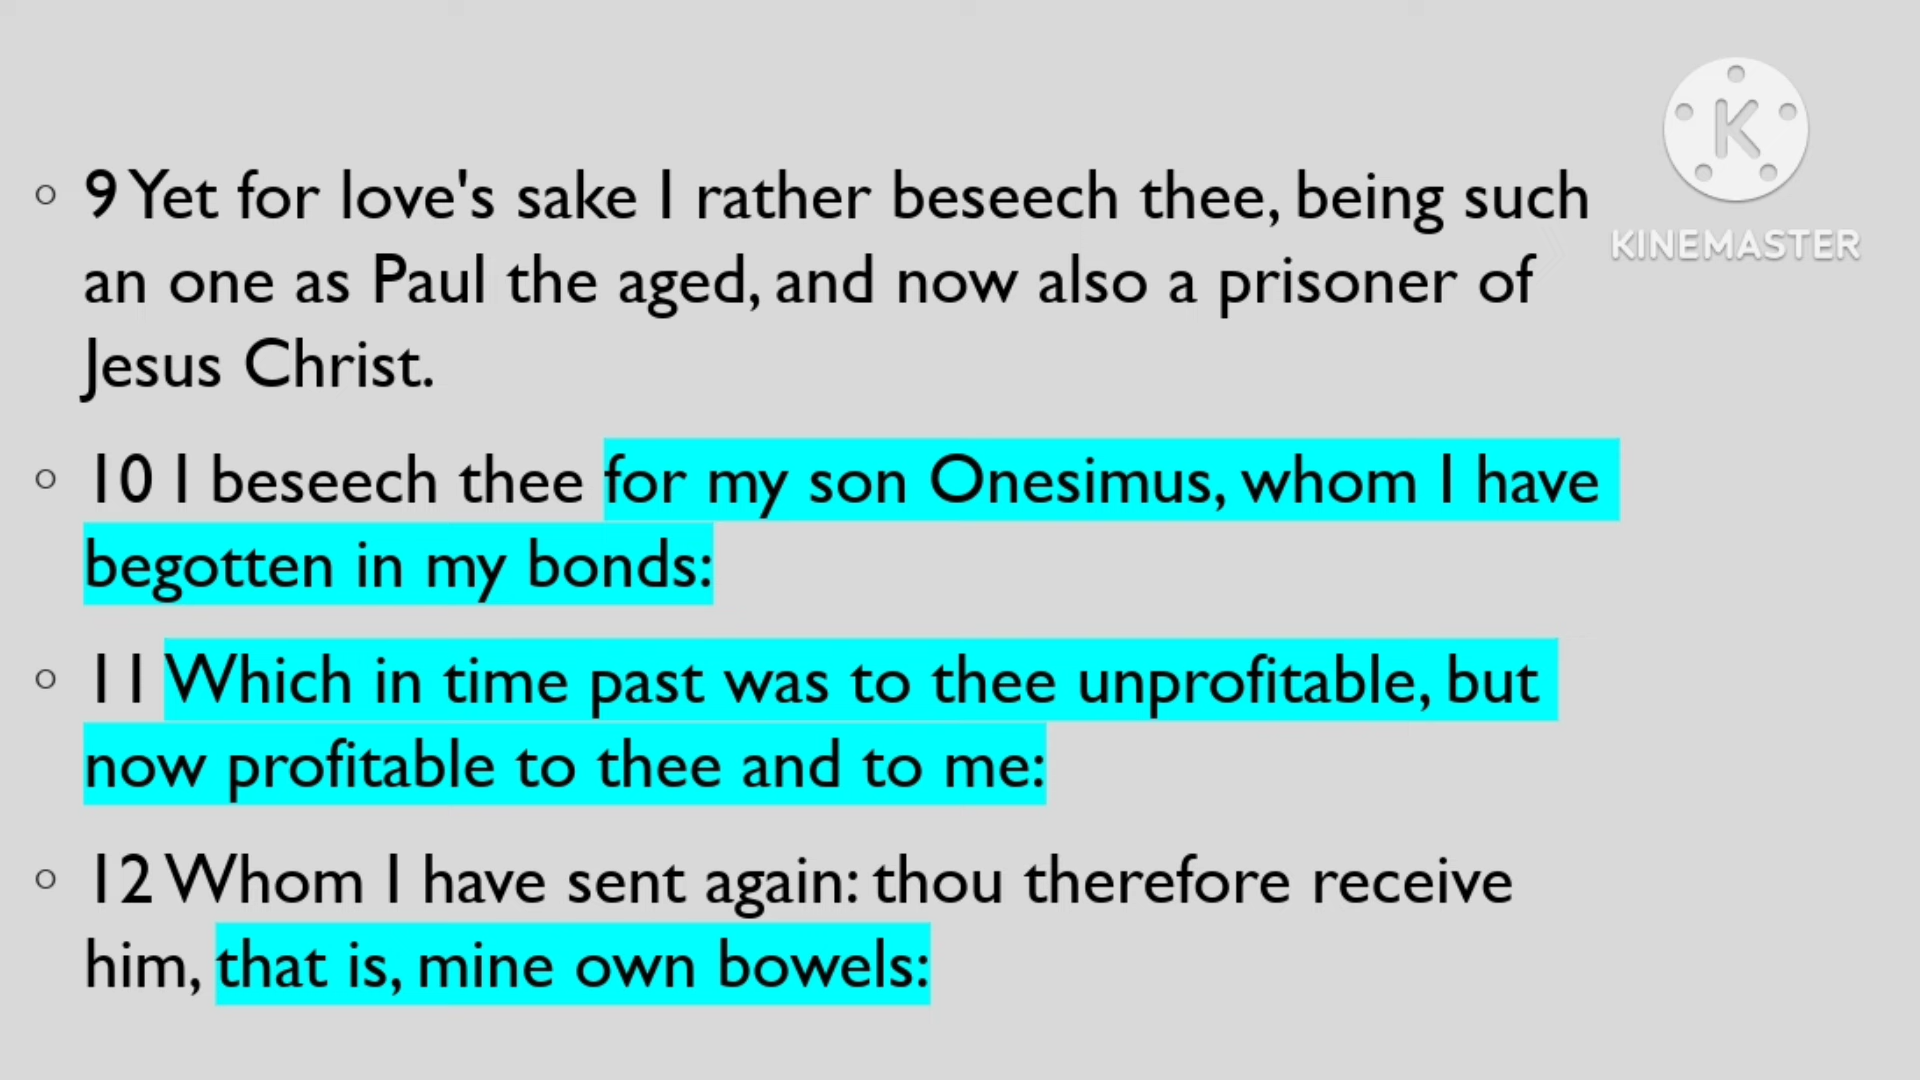 9 Yet for love's sake I rather beseech thee, being such
an one as Paul the aged, and now also a prisoner of
Jesus Christ.
10 I beseech thee for my son Onesimus, whom I have
begotten in my bonds:
11 Which in time past was to thee unprofitable, but
now profitable to thee and to me:
12 Whom I have sent again: thou therefore receive
him, that is, mine own bowels:
K
KINEMASTER